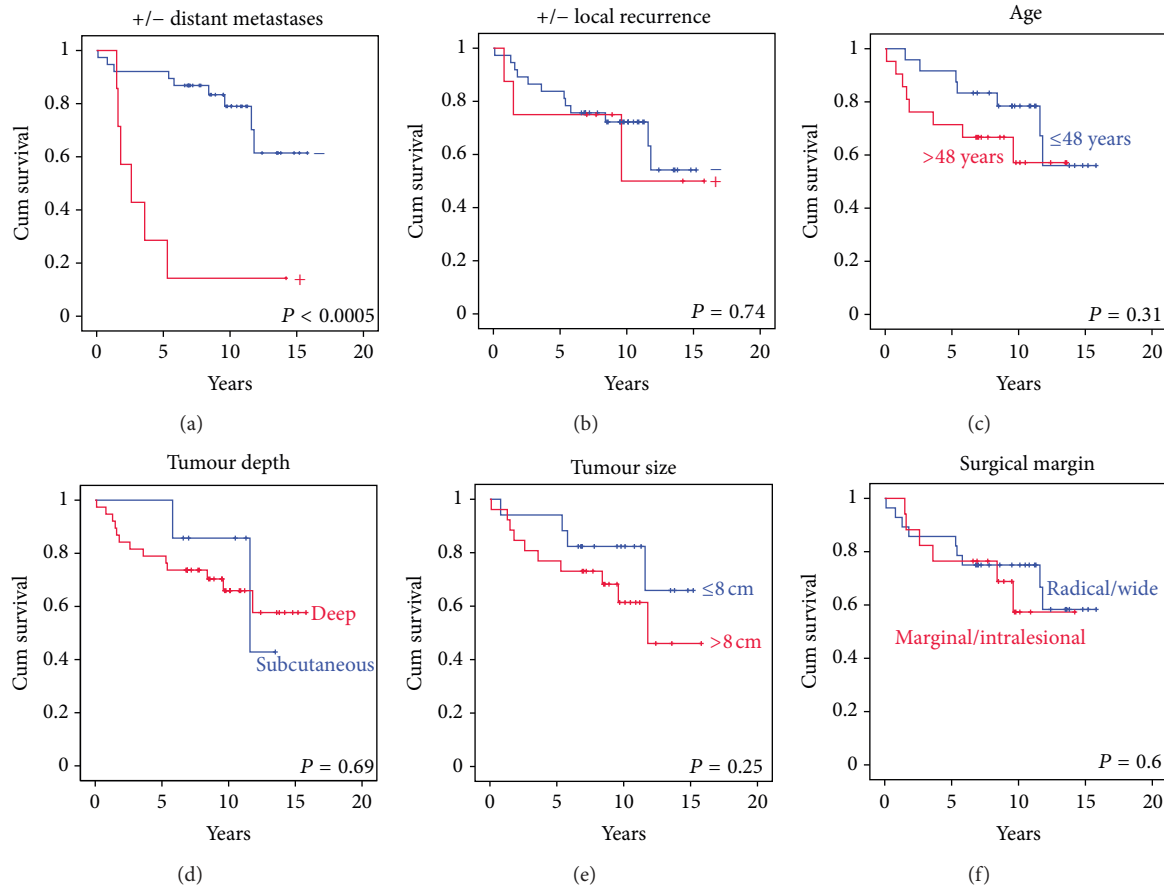 +/− distant metastases
1
0.8
0.6
0.4
0.2
0
Cum survival
−
+
P < 0.0005
0 5 10 15 20
Years
(a)
+/− local recurrence
1
0.8
0.6
0.4
0.2
0
Cum survival
−
+
P = 0.74
0 5 10 15 20
Years
(b)
Age
1
0.8
0.6
0.4
0.2
0
Cum survival
≤48 years
>48 years
P = 0.31
0 5 10 15 20
Years
(c)
Tumour depth
1
0.8
0.6
0.4
0.2
0
Cum survival
Deep
Subcutaneous
P = 0.69
0 5 10 15 20
Years
(d)
Tumour size
1
0.8
0.6
0.4
0.2
0
Cum survival
≤8 cm
>8 cm
P = 0.25
0 5 10 15 20
Years
(e)
Surgical margin
1
0.8
0.6
0.4
0.2
0
Cum survival
Radical/wide
Marginal/intralesional
P = 0.6
0 5 10 15 20
Years
(f)